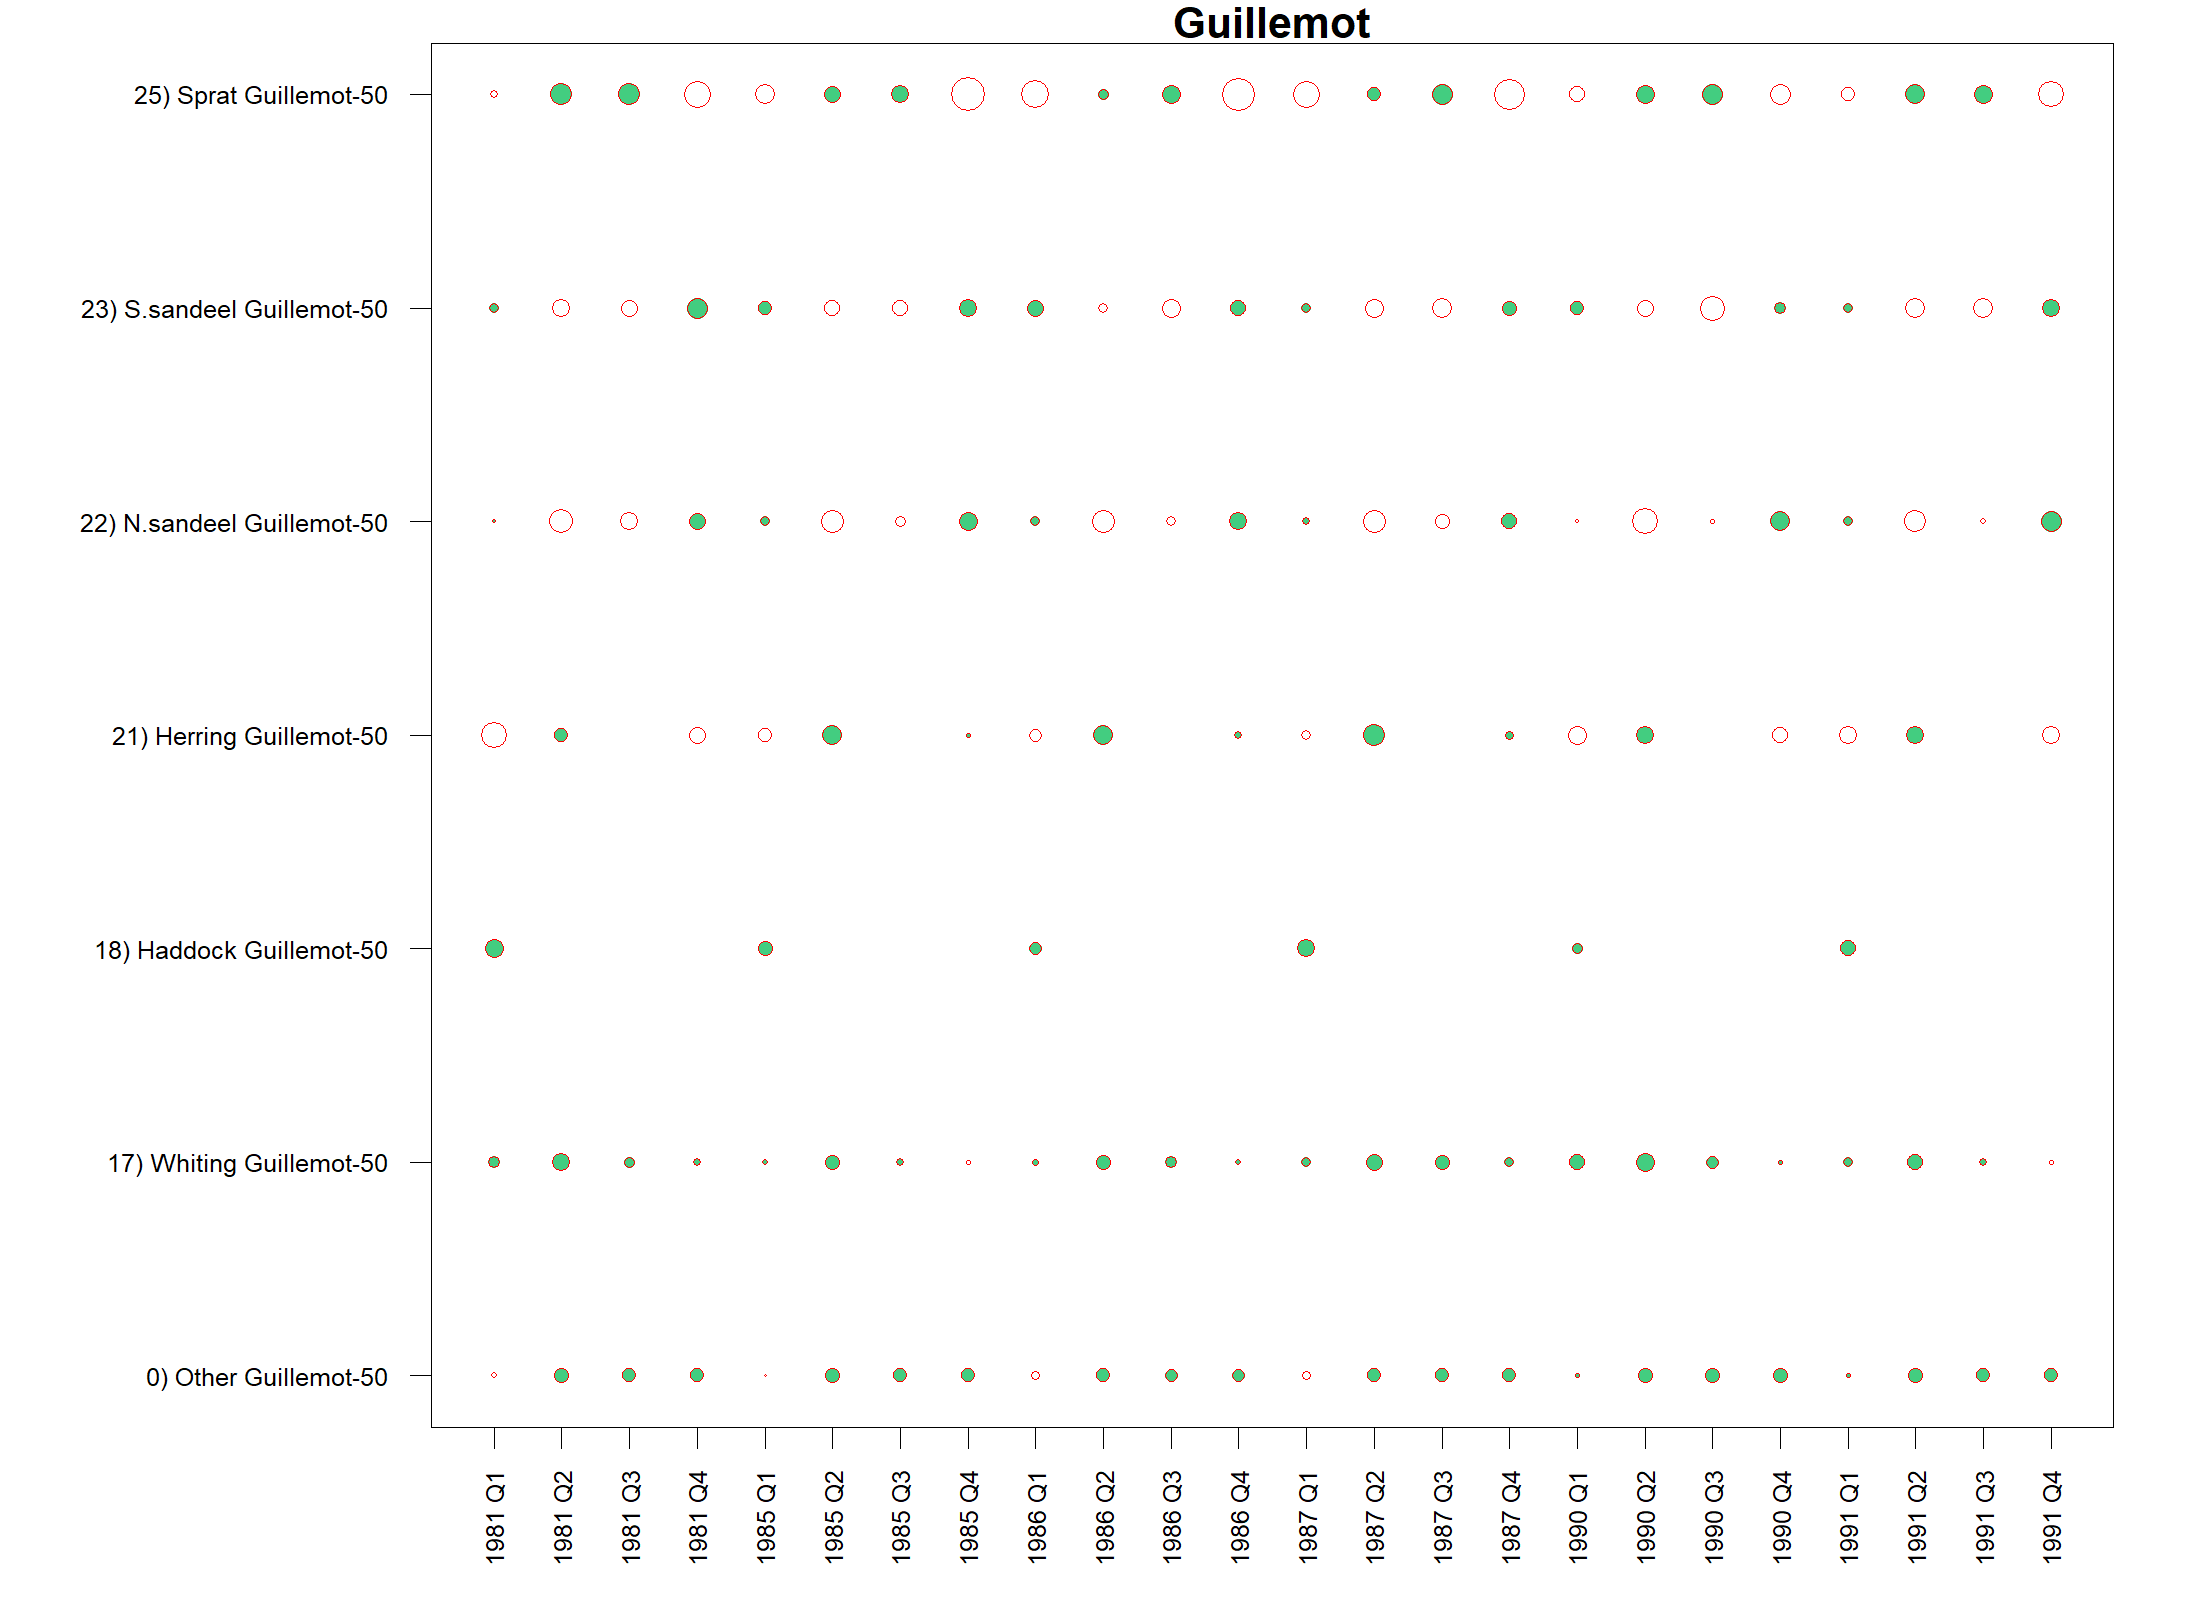 Guillemot
25) Sprat Guillemot-50
23) S.sandeel Guillemot-50
22) N.sandeel Guillemot-50
21) Herring Guillemot-50
18) Haddock Guillemot-50
17) Whiting Guillemot-50
0) Other Guillemot-50
1981 Q1
1981 Q2
1981 Q3
1981 Q4
1985 Q1
1985 Q2
1985 Q3
1985 Q4
1986 Q1
1986 Q2
1986 Q3
1986 Q4
1987 Q1
1987 Q2
1987 Q3
1987 Q4
1990 Q1
1990 Q2
1990 Q3
1990 Q4
1991 Q1
1991 Q2
1991 Q3
1991 Q4